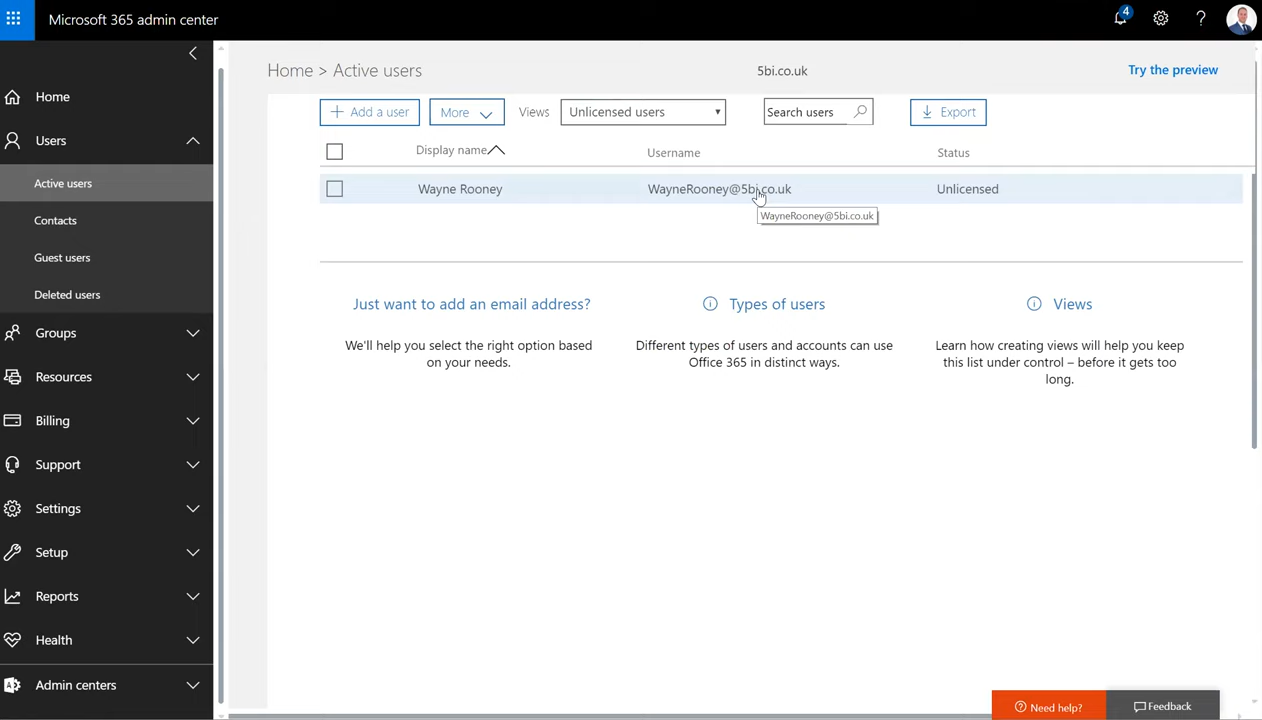 Microsoft 365 admin center
4
?
Home
Users
Active users
Contacts
Guest users
Deleted users
Groups
Resources
Billing
Support
Settings
Setup
Reports
Health
Admin centers
Home > Active users
5bi.co.uk
Try the preview
+ Add a user
More
Views
Unlicensed users
Search users
Export
Display name
Username
Status
Wayne Rooney
WayneRooney@5bi.co.uk
Unlicensed
WayneRooney@5bi.co.uk
Just want to add an email address?
We'll help you select the right option based
on your needs.
Types of users
Different types of users and accounts can use
Office 365 in distinct ways.
Views
Learn how creating views will help you keep
this list under control – before it gets too
long.
Need help?
Feedback